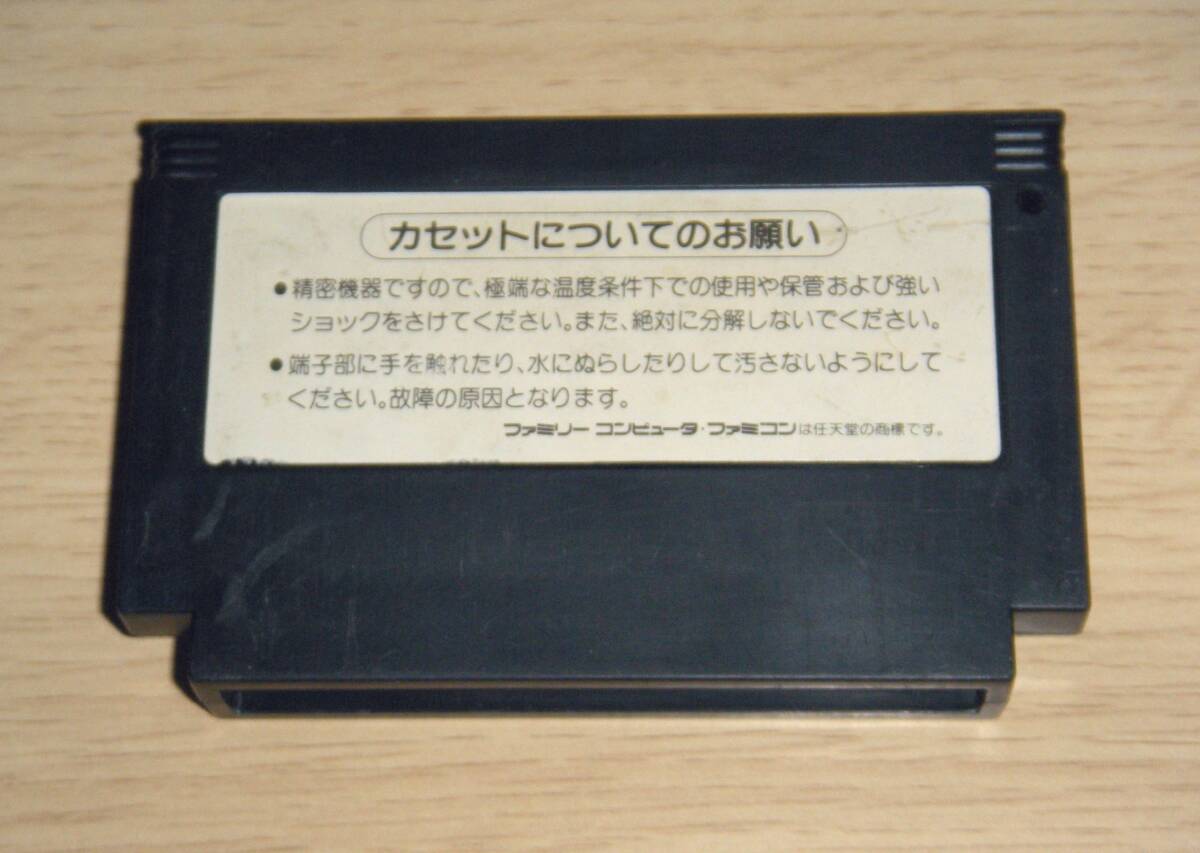 カセットについてのお願い
●精密機器ですので、極端な温度条件下での使用や保管および強い
ショックをさけてください。また、絶対に分解しないでください。
●端子部に手を触れたり、水にぬらしたりして汚さないようにして
ください。故障の原因となります。
ファミリーコンピュータ・ファミコンは任天堂の商標です。